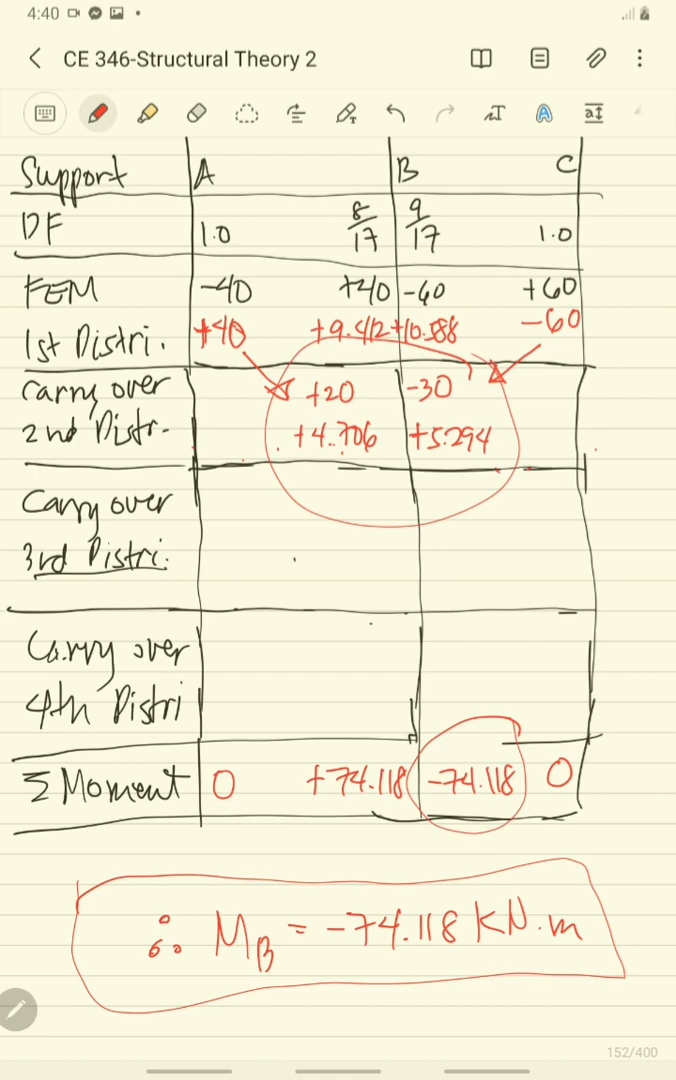 4:40
CE 346-Structural Theory 2
Support A B C
DF 1.0 8/17 9/17 1.0
FEM -40 +40 -60 +60
1st Distri. +40 +9.412 +10.588 -60
Carry over +20 -30
2nd Distr- +4.706 +5.294
Carry over
3rd Distri.
Carry over
4th Distri
Σ Moment 0 +74.118 -74.118 0
∴ MB = -74.118 KN.m
152/400